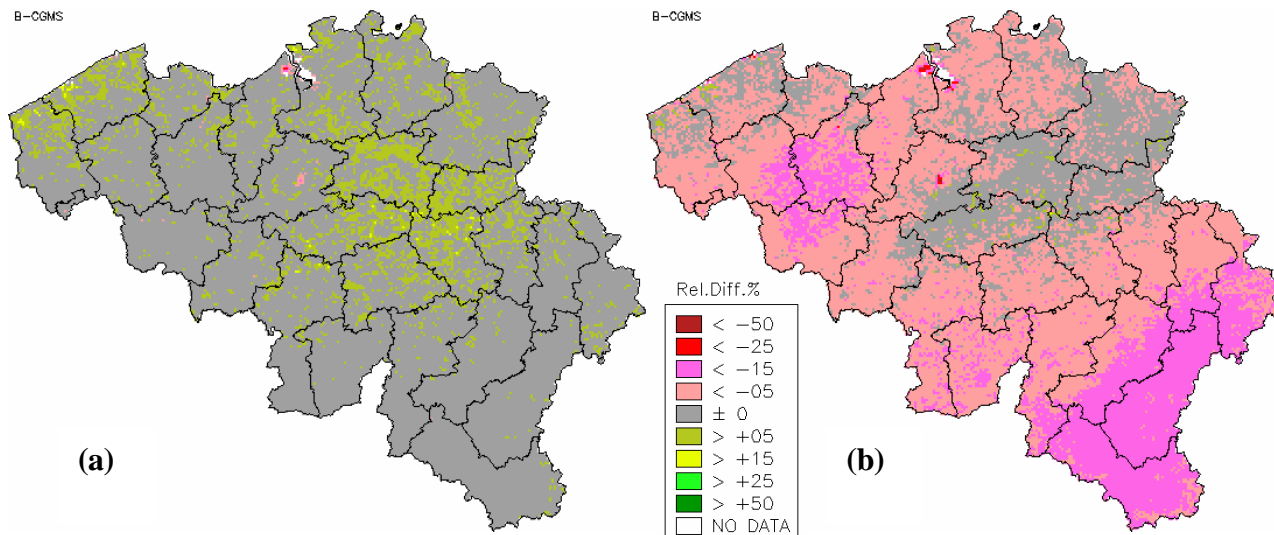 B-CGMS
B-CGMS
Rel.Diff.%
< -50
< -25
< -15
< -05
± 0
> +05
> +15
> +25
> +50
NO DATA
(a)
(b)